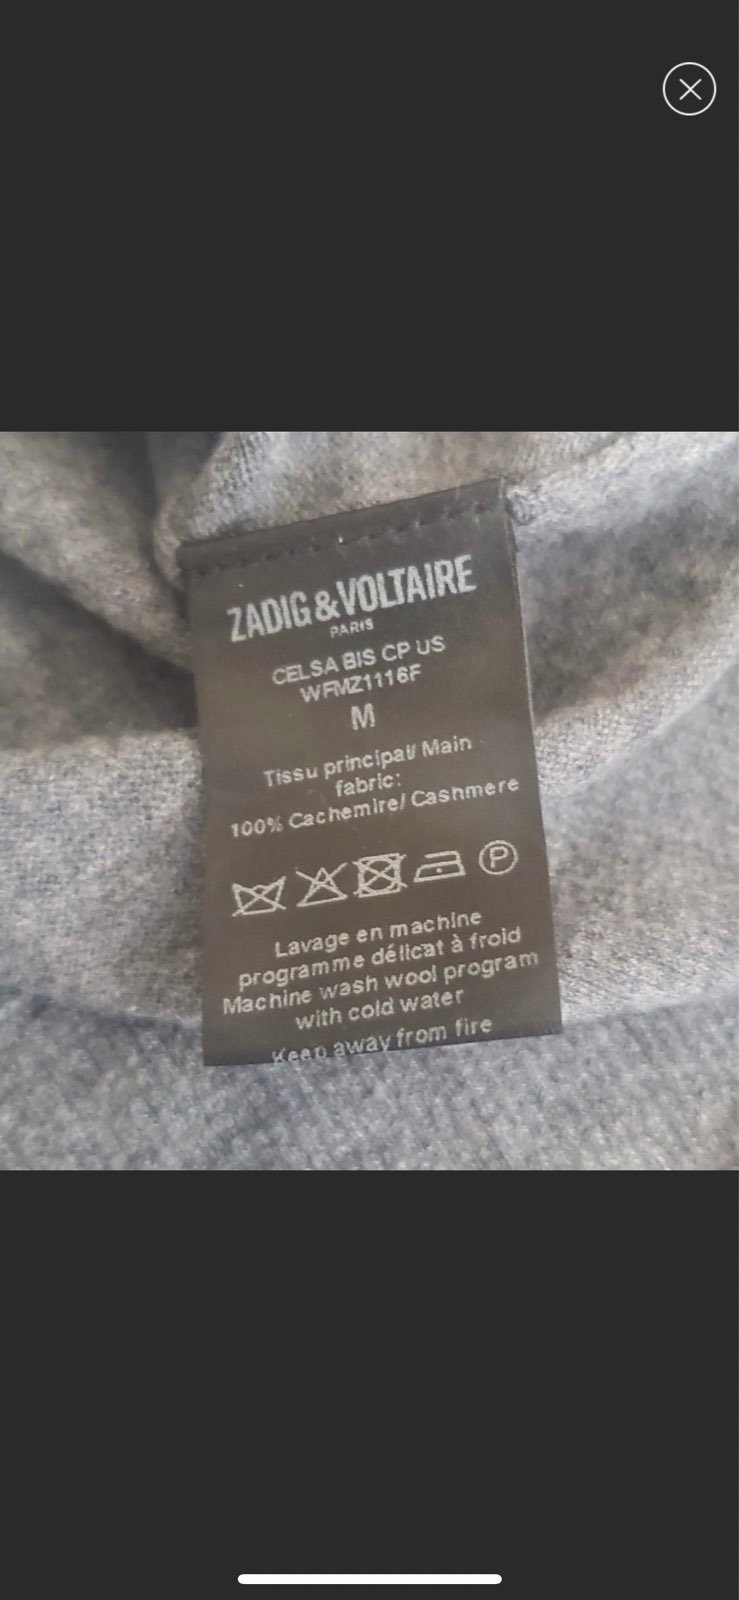 ZADIG&VOLTAIRE
PARIS
CELSA BIS CP US
WFMZ1116F
M
Tissu principal/ Main
fabric:
100% Cachemire/ Cashmere
P
Lavage en machine
programme délicat à froid
Machine wash wool program
with cold water
Keep away from fire